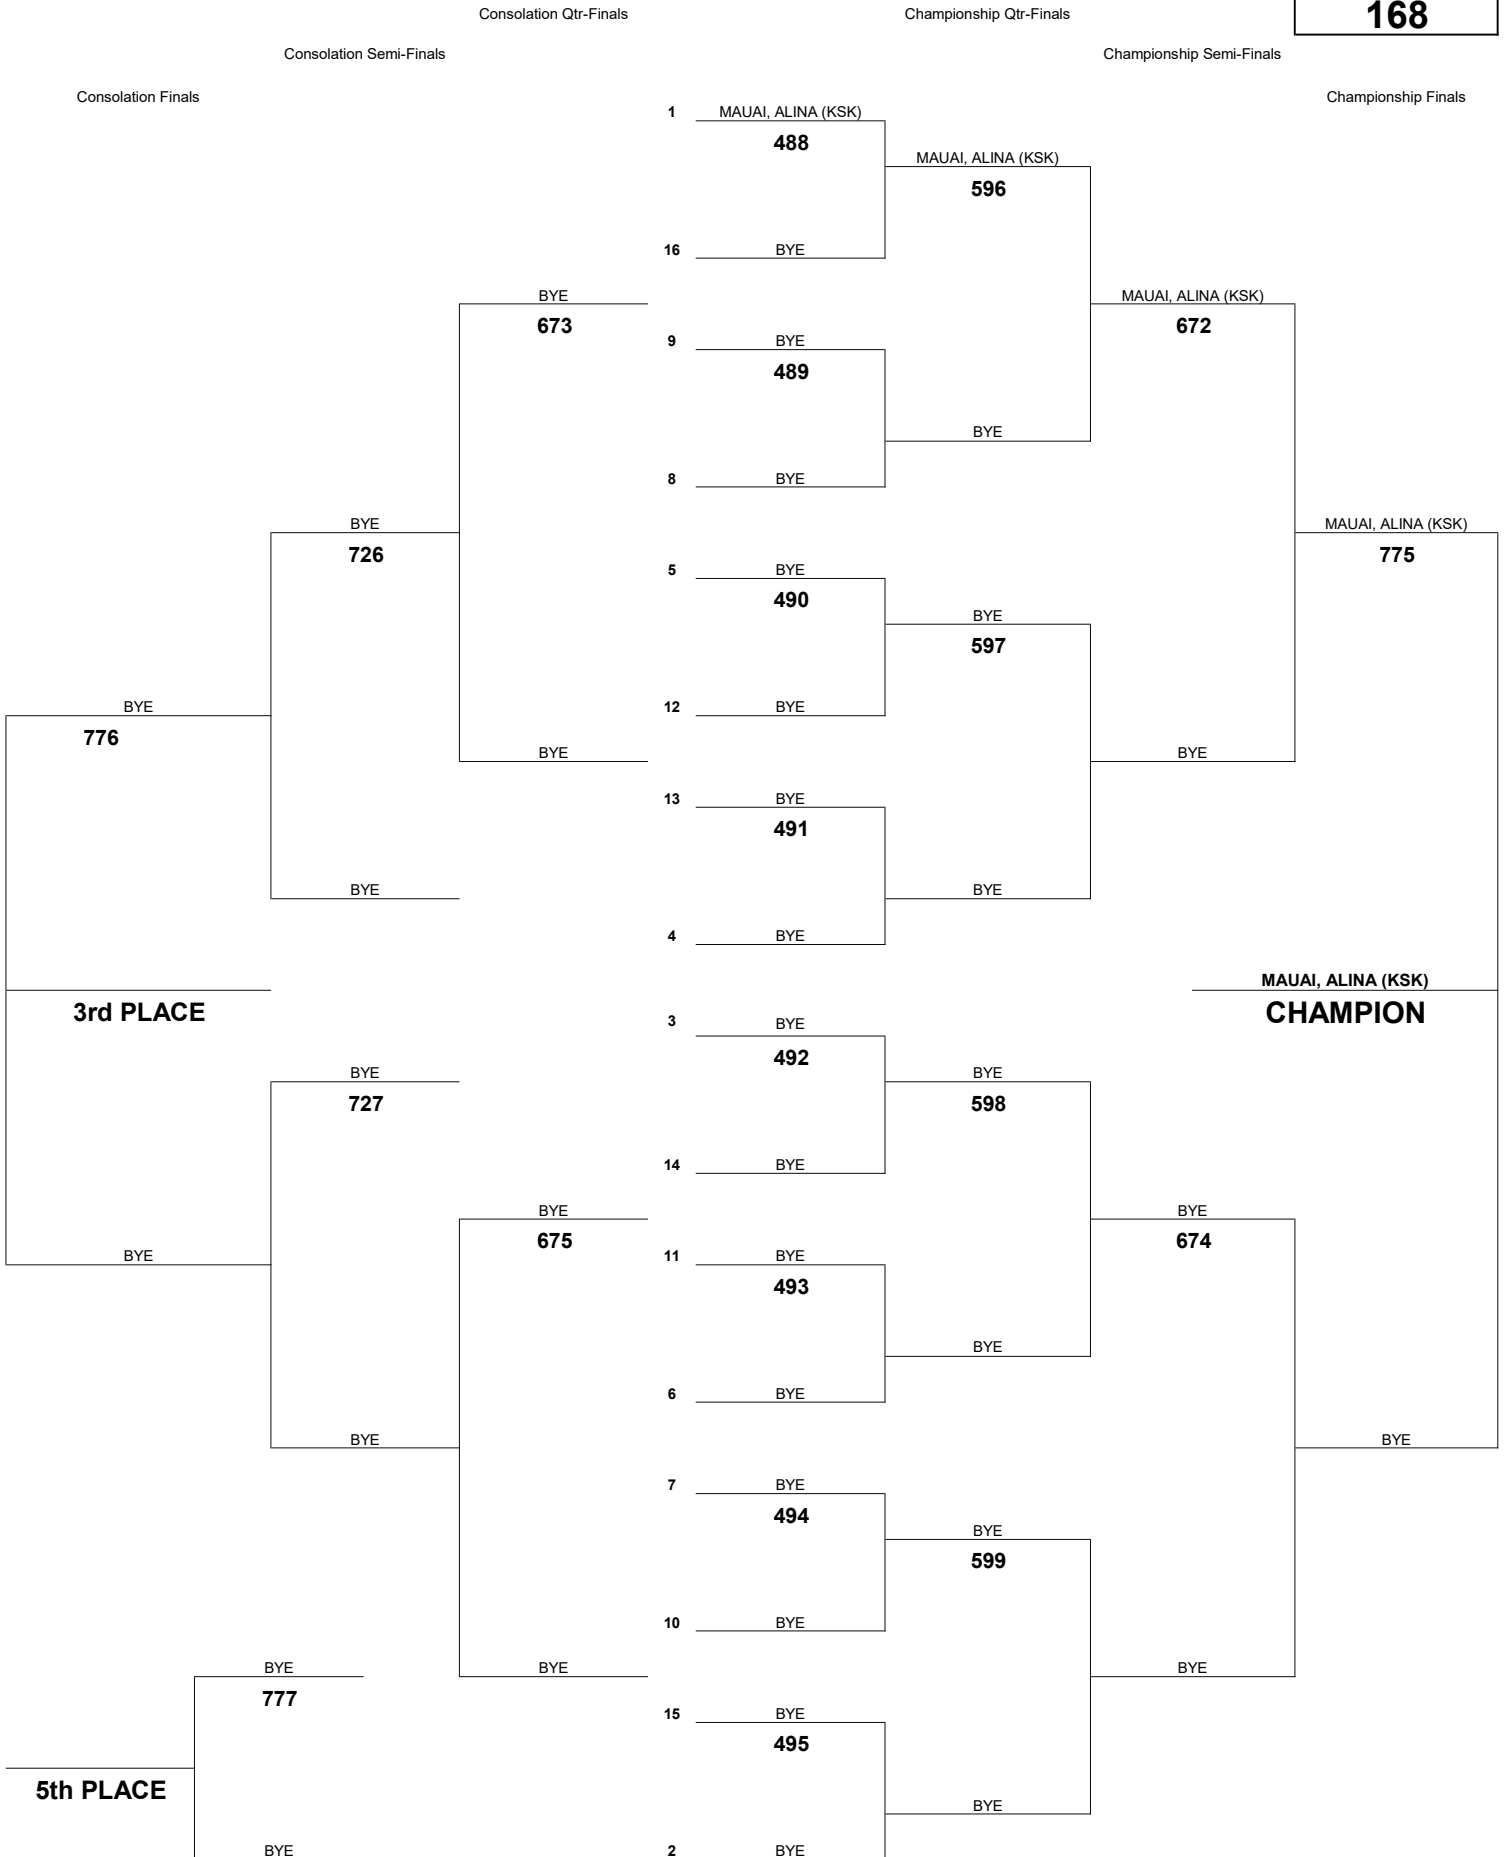 Consolation Qtr-Finals
Championship Qtr-Finals
168
Consolation Semi-Finals
Championship Semi-Finals
Consolation Finals
Championship Finals
1 MAUAI, ALINA (KSK)
488
MAUAI, ALINA (KSK)
596
16 BYE
BYE
673
MAUAI, ALINA (KSK)
672
9 BYE
489
BYE
8 BYE
BYE
726
MAUAI, ALINA (KSK)
775
5 BYE
490
BYE
597
BYE
776
12 BYE
BYE
BYE
13 BYE
491
BYE
BYE
4 BYE
MAUAI, ALINA (KSK)
3rd PLACE
CHAMPION
3 BYE
492
BYE
727
BYE
598
14 BYE
BYE
675
BYE
674
BYE
11 BYE
493
BYE
6 BYE
BYE
BYE
7 BYE
494
BYE
599
10 BYE
BYE
777
BYE
BYE
15 BYE
495
5th PLACE
BYE
BYE
2 BYE